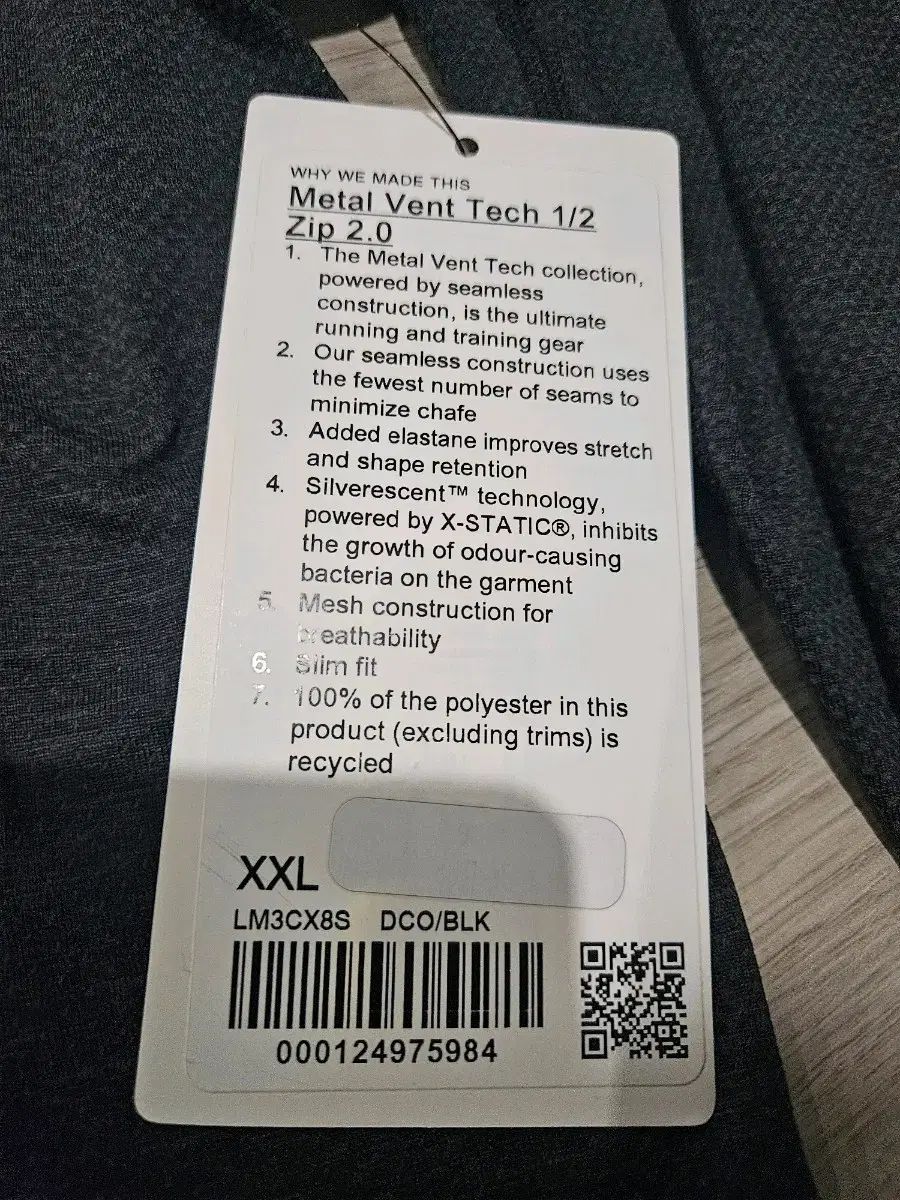 WHY WE MADE THIS
Metal Vent Tech 1/2
Zip 2.0
1. The Metal Vent Tech collection,
powered by seamless
construction, is the ultimate
running and training gear
2. Our seamless construction uses
the fewest number of seams to
minimize chafe
3. Added elastane improves stretch
and shape retention
4. Silverescent™ technology,
powered by X-STATIC®, inhibits
the growth of odour-causing
bacteria on the garment
5. Mesh construction for
breathability
6. Slim fit
7. 100% of the polyester in this
product (excluding trims) is
recycled
XXL
LM3CX8S DCO/BLK
000124975984